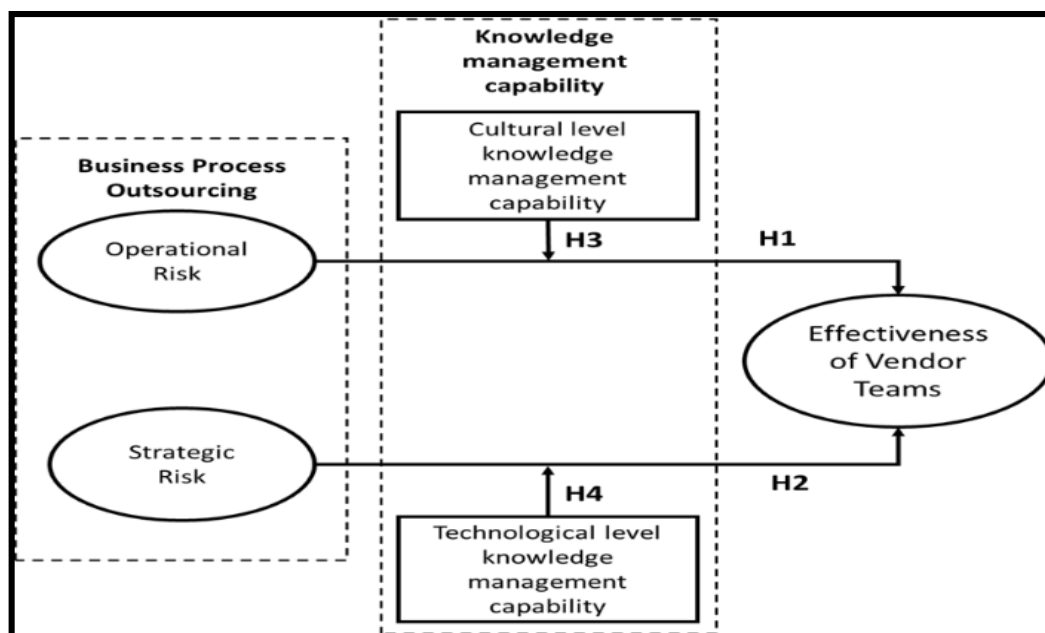 Knowledge
management
capability
Cultural level
knowledge
management
capability
Business Process
Outsourcing
Operational
Risk
H3
H1
Effectiveness
of Vendor
Teams
Strategic
Risk
H4
H2
Technological level
knowledge
management
capability